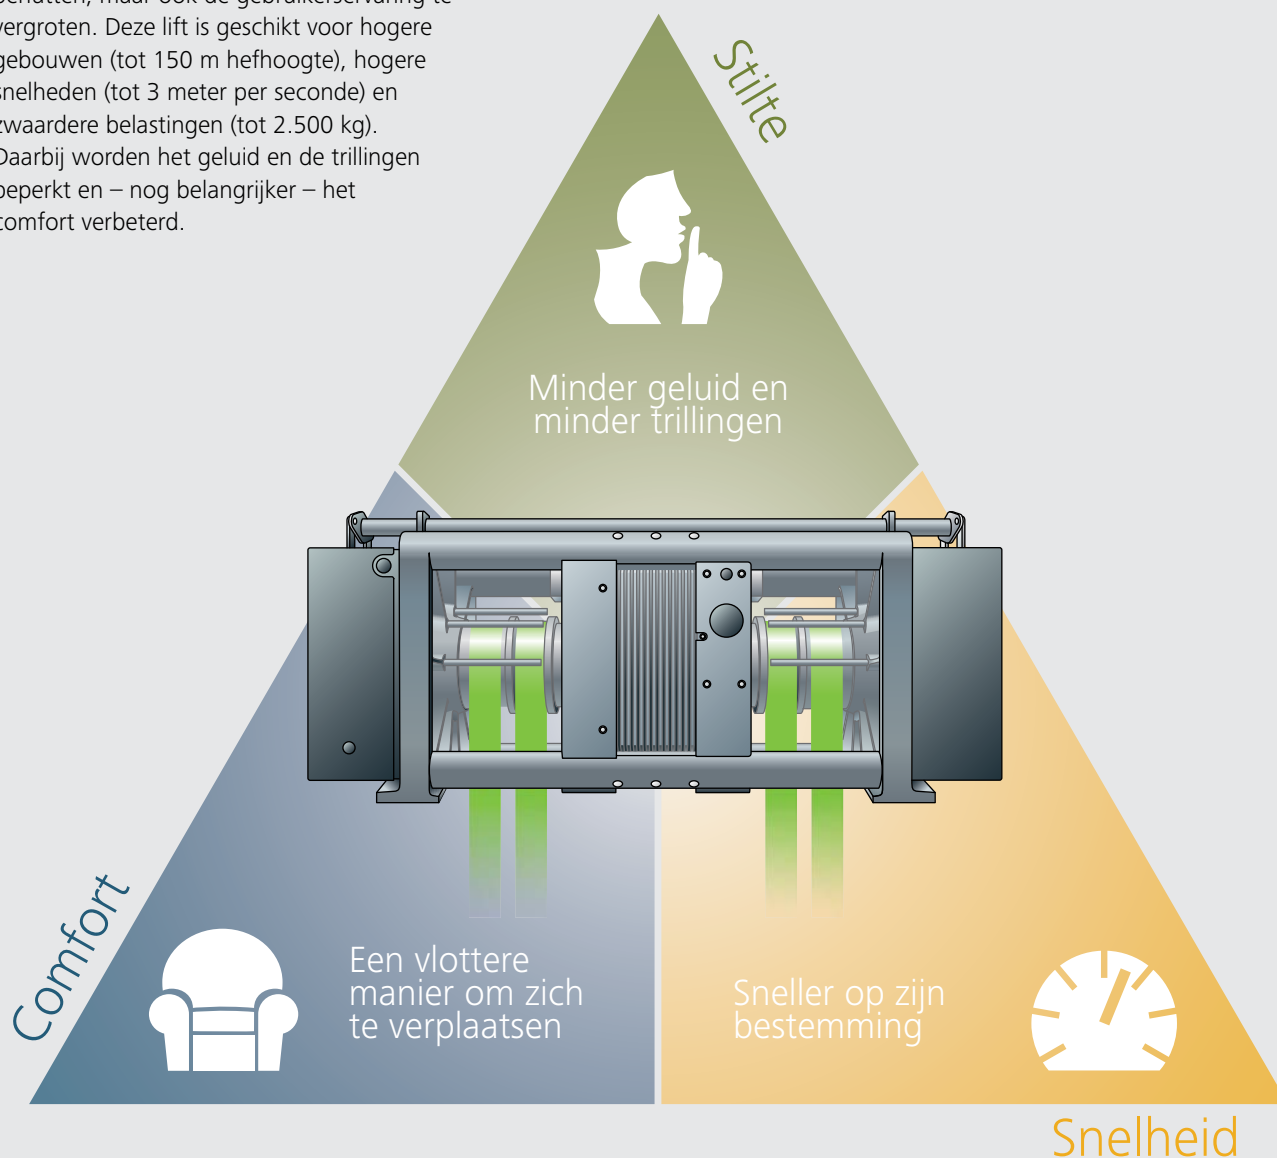 vergroten. Deze lift is geschikt voor hogere
gebouwen (tot 150 m hefhoogte), hogere
snelheden (tot 3 meter per seconde) en
zwaardere belastingen (tot 2.500 kg).
Daarbij worden het geluid en de trillingen
beperkt en – nog belangrijker – het
comfort verbeterd.
Stilte
Minder geluid en
minder trillingen
Comfort
Een vlottere
manier om zich
te verplaatsen
Sneller op zijn
bestemming
Snelheid